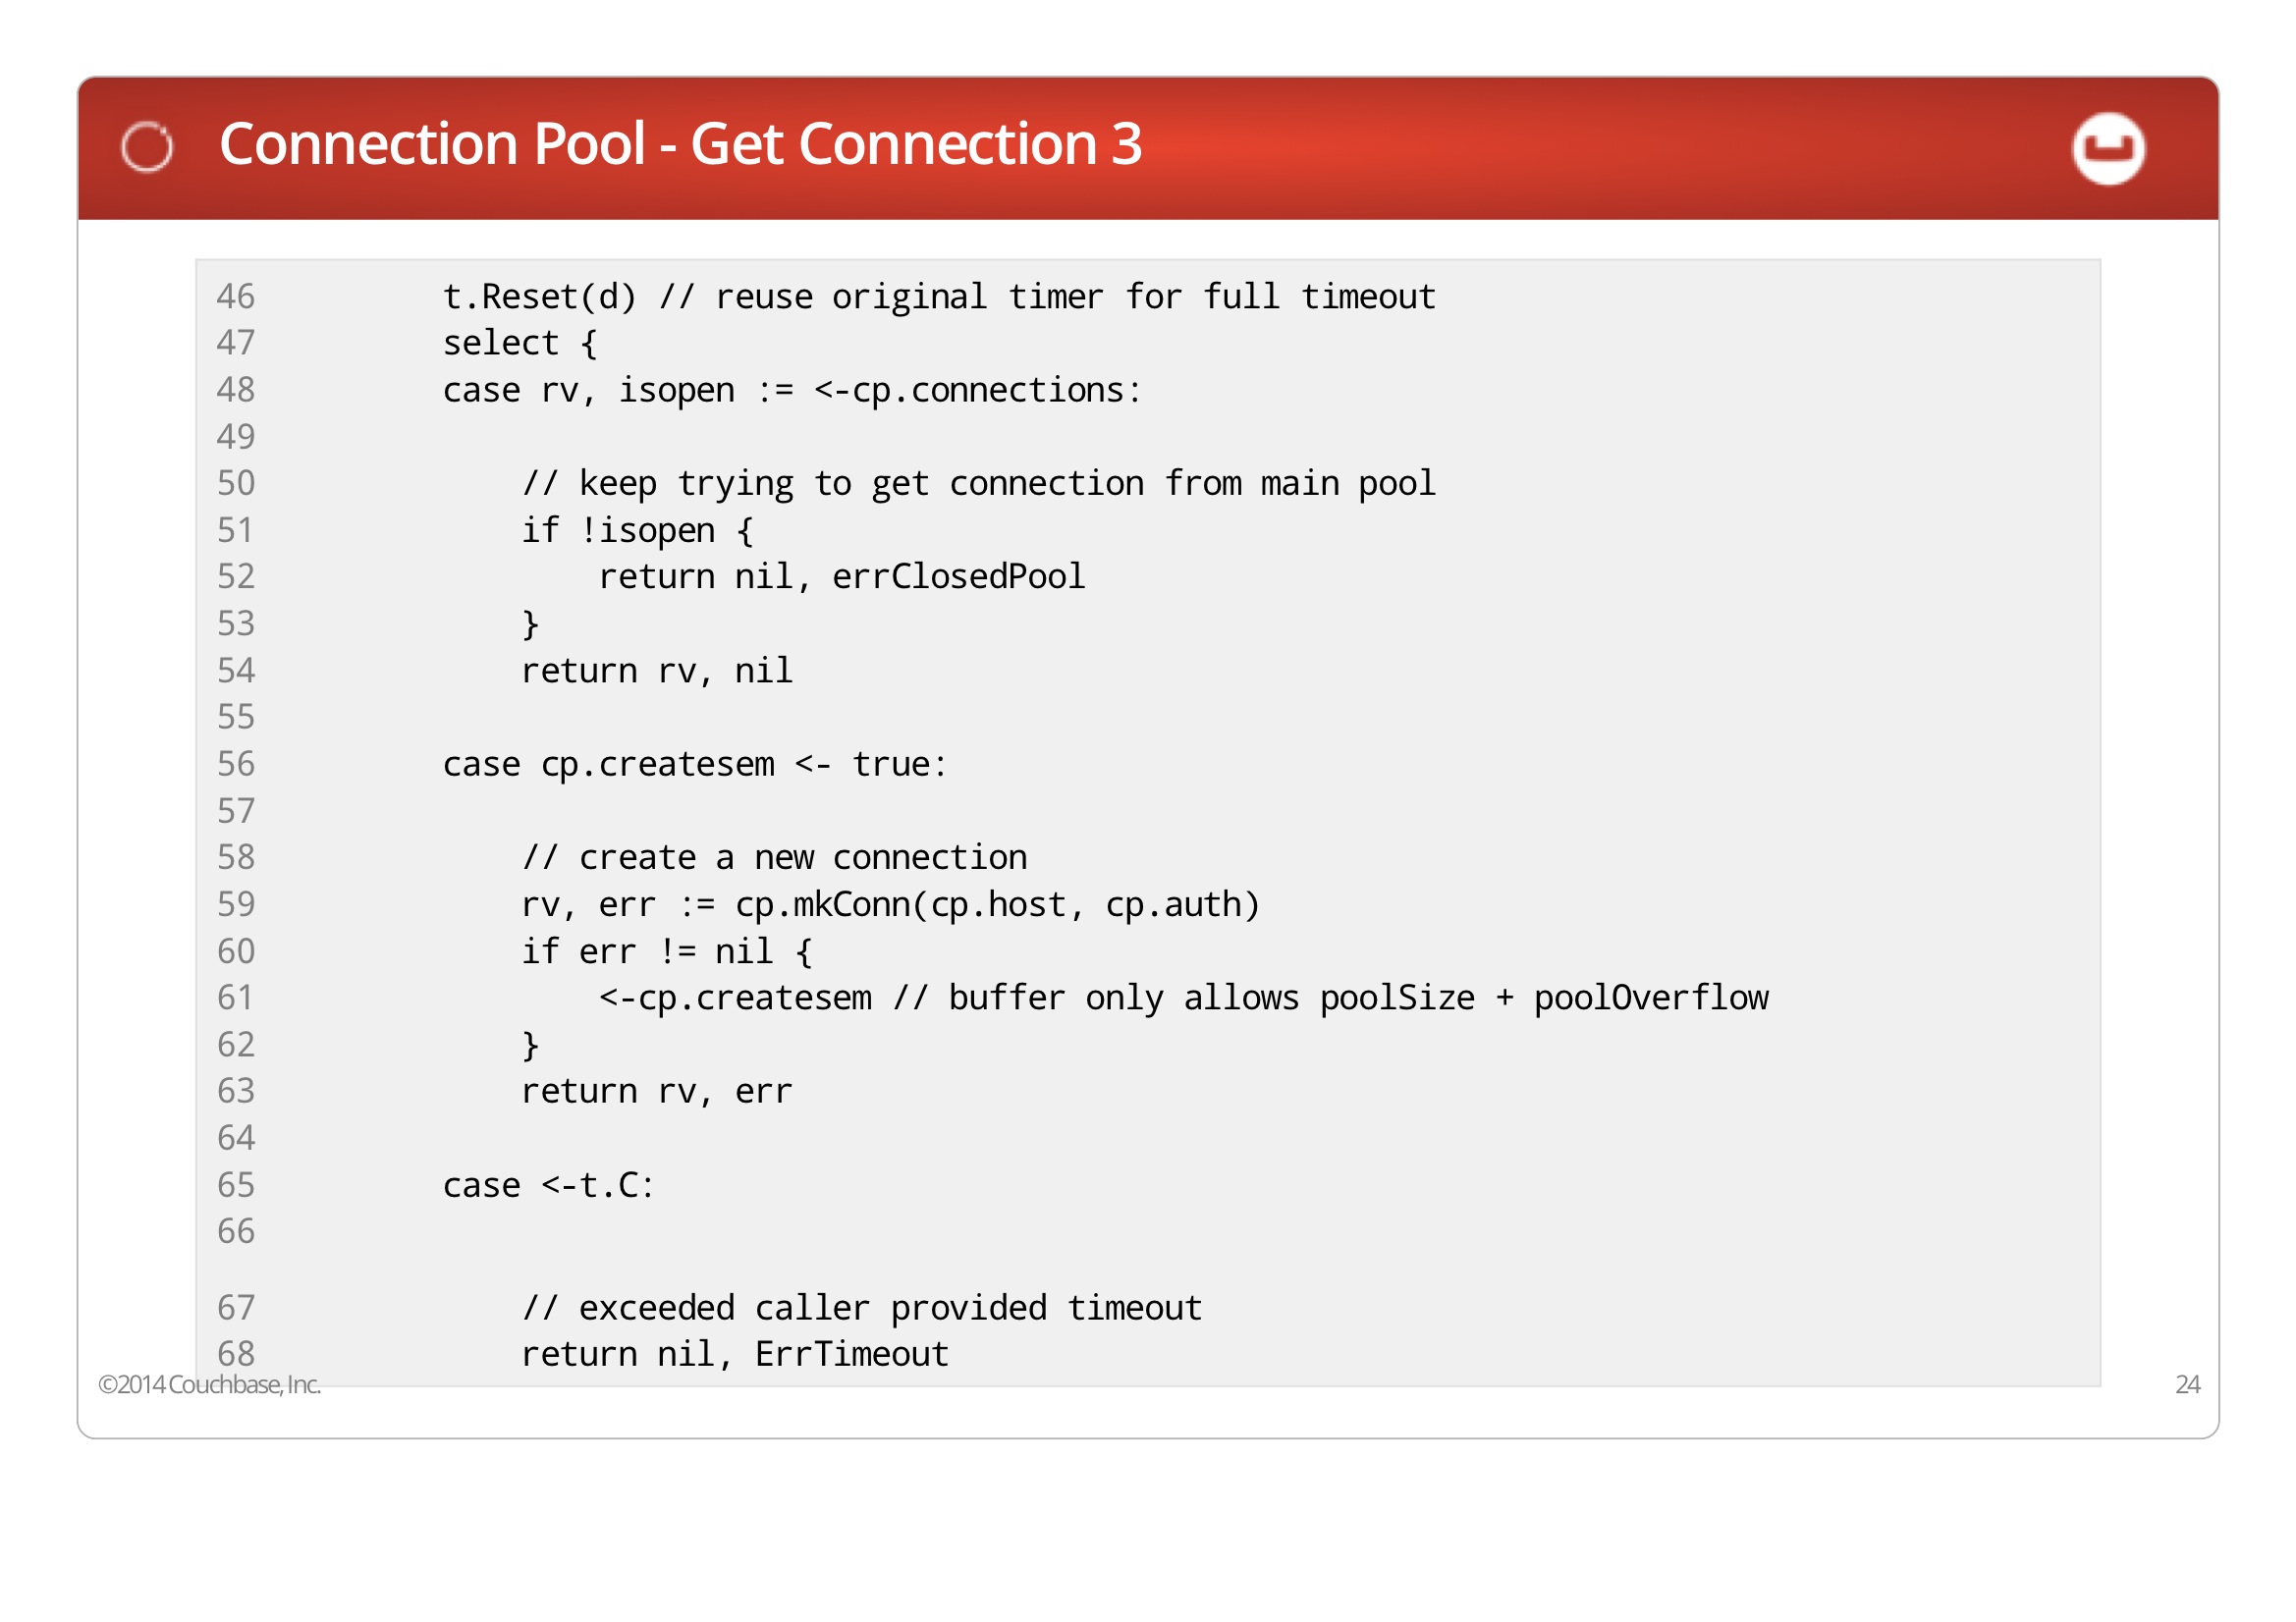 Connection Pool - Get Connection 3
46 t.Reset(d) // reuse original timer for full timeout
47 select {
48 case rv, isopen := <-cp.connections:
49
50 // keep trying to get connection from main pool
51 if !isopen {
52 return nil, errClosedPool
53 }
54 return rv, nil
55
56 case cp.createsem <- true:
57
58 // create a new connection
59 rv, err := cp.mkConn(cp.host, cp.auth)
60 if err != nil {
61 <-cp.createsem // buffer only allows poolSize + poolOverflow
62 }
63 return rv, err
64
65 case <-t.C:
66
67 // exceeded caller provided timeout
68 return nil, ErrTimeout
©2014 Couchbase, Inc.
24